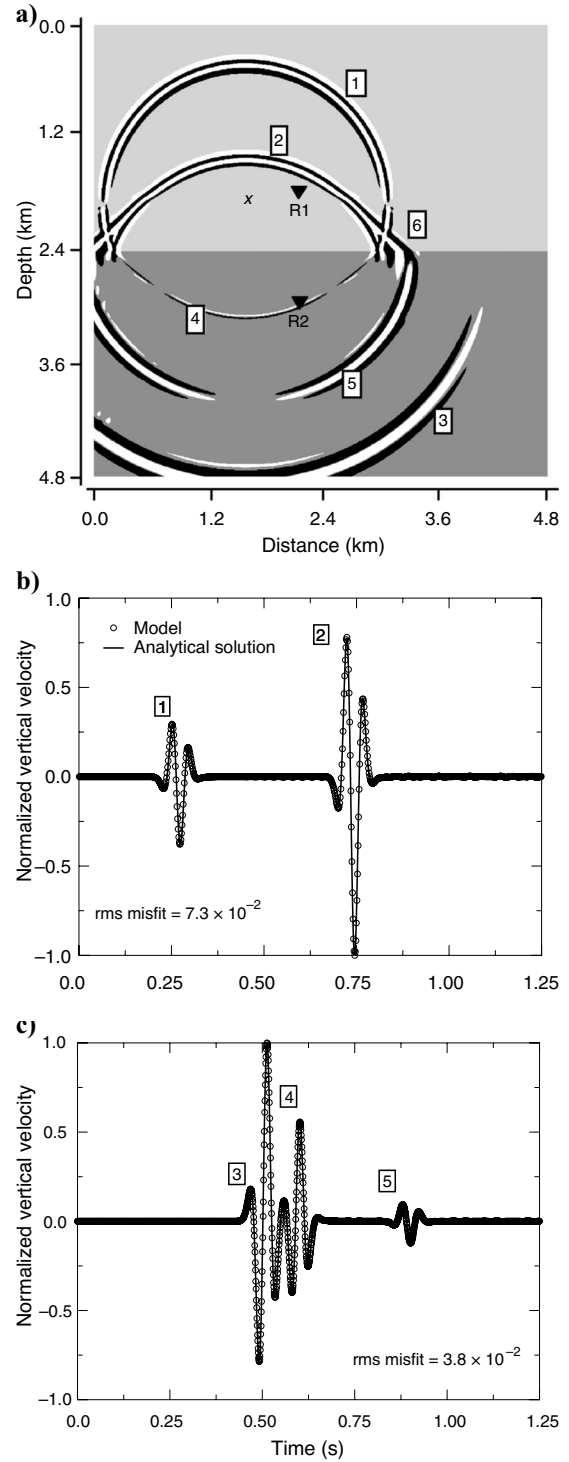 a)
0.0
1.2
2.4
3.6
4.8
Depth (km)
1
2
x
R1
6
4
R2
5
3
0.0 1.2 2.4 3.6 4.8
Distance (km)
b)
1.0
0.5
0.0
−0.5
−1.0
Normalized vertical velocity
Model
Analytical solution
1
2
rms misfit = 7.3 × 10⁻²
0.0 0.25 0.50 0.75 1.00 1.25
c)
1.0
0.5
0.0
−0.5
−1.0
Normalized vertical velocity
3
4
5
rms misfit = 3.8 × 10⁻²
0.0 0.25 0.50 0.75 1.00 1.25
Time (s)